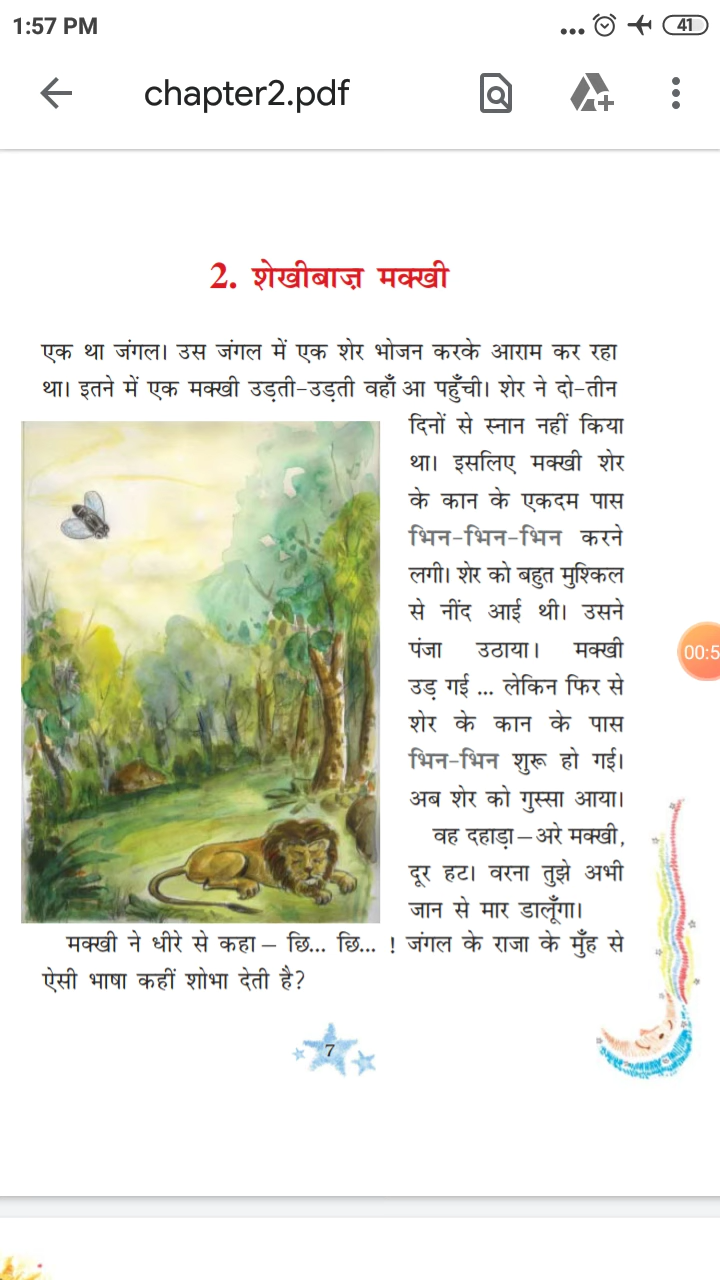 1:57 PM
41
chapter2.pdf
2. शेखीबाज़ मक्खी
एक था जंगल। उस जंगल में एक शेर भोजन करके आराम कर रहा
था। इतने में एक मक्खी उड़ती-उड़ती वहाँ आ पहुँची। शेर ने दो-तीन
दिनों से स्नान नहीं किया
था। इसलिए मक्खी शेर
के कान के एकदम पास
भिन-भिन-भिन करने
लगी। शेर को बहुत मुश्किल
से नींद आई थी। उसने
पंजा उठाया। मक्खी
उड़ गई ... लेकिन फिर से
00:5
शेर के कान के पास
भिन-भिन शुरू हो गई।
अब शेर को गुस्सा आया।
वह दहाड़ा – अरे मक्खी,
दूर हट। वरना तुझे अभी
जान से मार डालूँगा।
मक्खी ने धीरे से कहा – छि... छि... ! जंगल के राजा के मुँह से
ऐसी भाषा कहीं शोभा देती है?
7